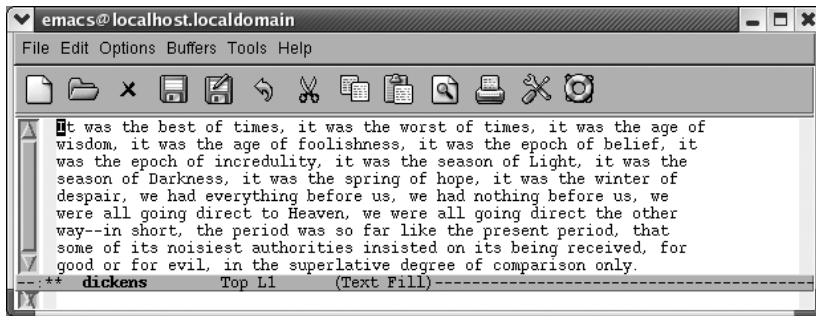 emacs@localhost.localdomain
File Edit Options Buffers Tools Help
It was the best of times, it was the worst of times, it was the age of
wisdom, it was the age of foolishness, it was the epoch of belief, it
was the epoch of incredulity, it was the season of Light, it was the
season of Darkness, it was the spring of hope, it was the winter of
despair, we had everything before us, we had nothing before us, we
were all going direct to Heaven, we were all going direct the other
way--in short, the period was so far like the present period, that
some of its noisiest authorities insisted on its being received, for
good or for evil, in the superlative degree of comparison only.
--:** dickens Top L1 (Text Fill)----------------------------------------